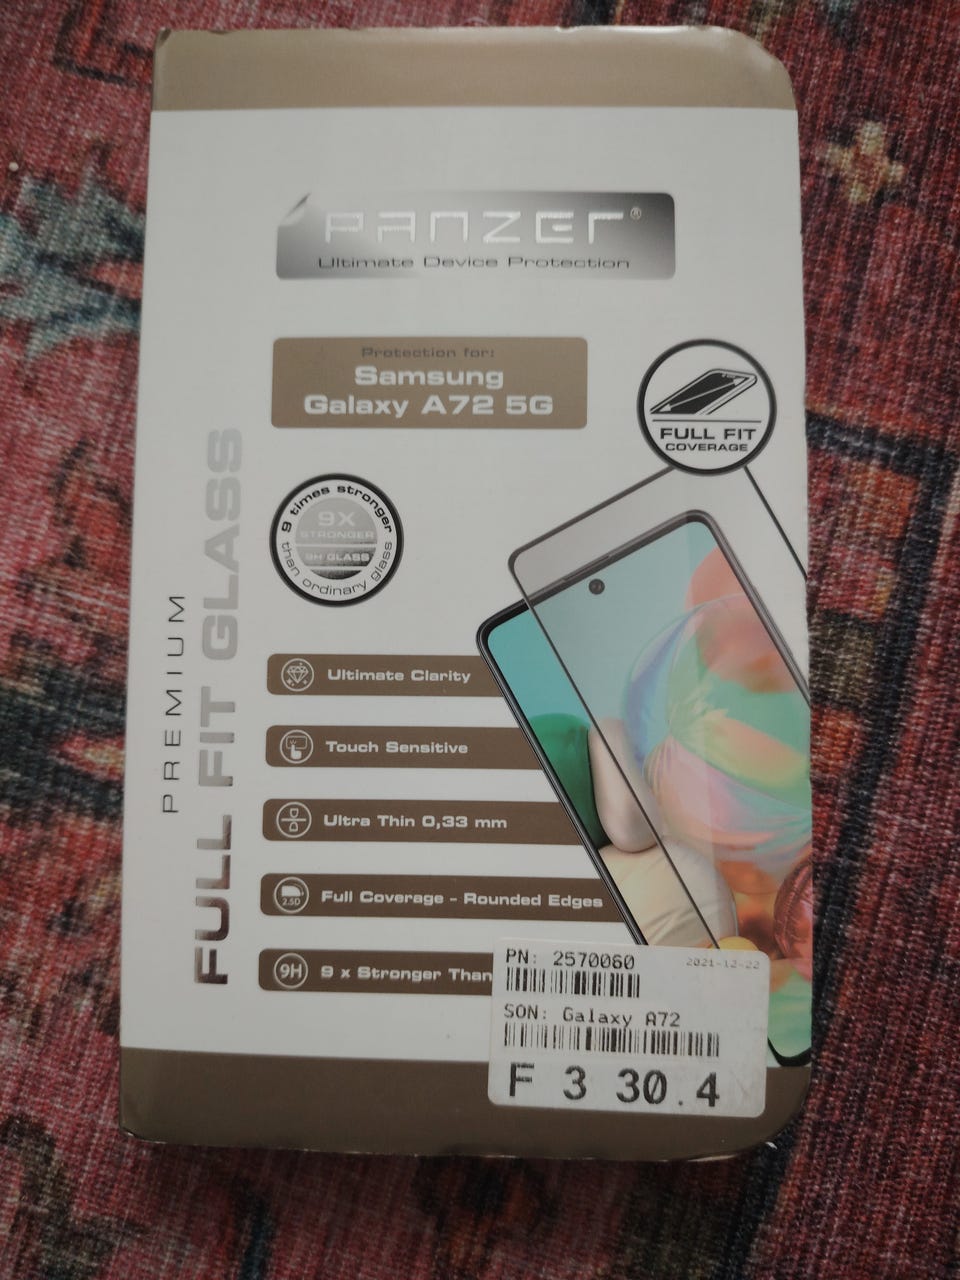 PANZER®
Ultimate Device Protection
Protection for:
Samsung
Galaxy A72 5G
FULL FIT
COVERAGE
9 times stronger
than ordinary glass
9X
STRONGER
9H GLASS
PREMIUM
FULL FIT GLASS
Ultimate Clarity
Touch Sensitive
Ultra Thin 0,33 mm
2.5D
Full Coverage - Rounded Edges
9H
9 x Stronger Than
PN: 2570060
2021-12-22
SON: Galaxy A72
F 3 30.4